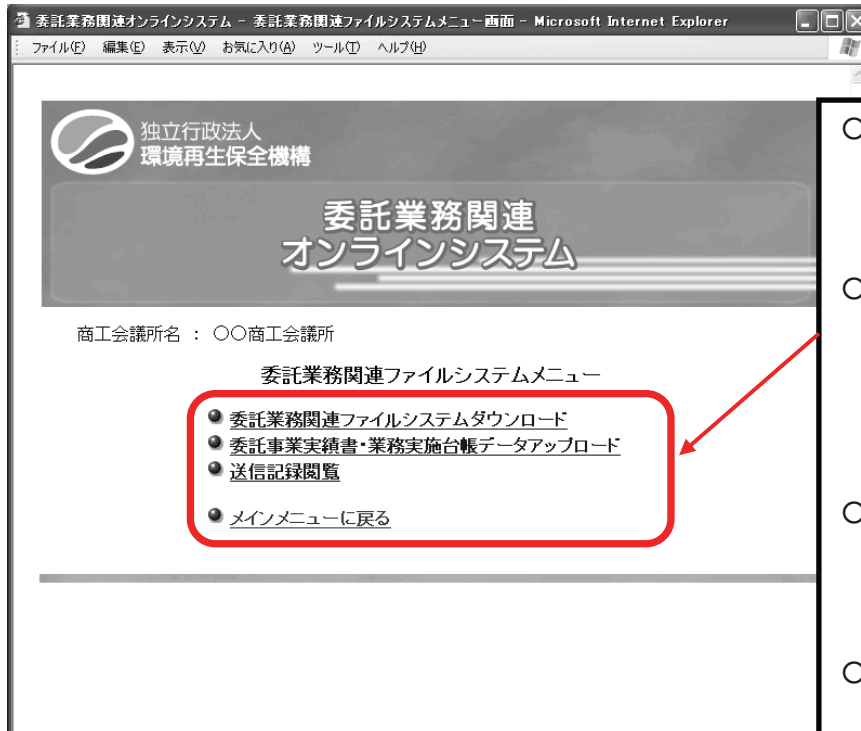 委託業務関連オンラインシステム - 委託業務関連ファイルシステムメニュー画面 - Microsoft Internet Explorer
ファイル(F) 編集(E) 表示(V) お気に入り(A) ツール(T) ヘルプ(H)
独立行政法人
環境再生保全機構
委託業務関連
オンラインシステム
商工会議所名 : 〇〇商工会議所
委託業務関連ファイルシステムメニュー
委託業務関連ファイルシステムダウンロード
委託事業実績書・業務実施台帳データアップロード
送信記録閲覧
メインメニューに戻る
○
○
○
○